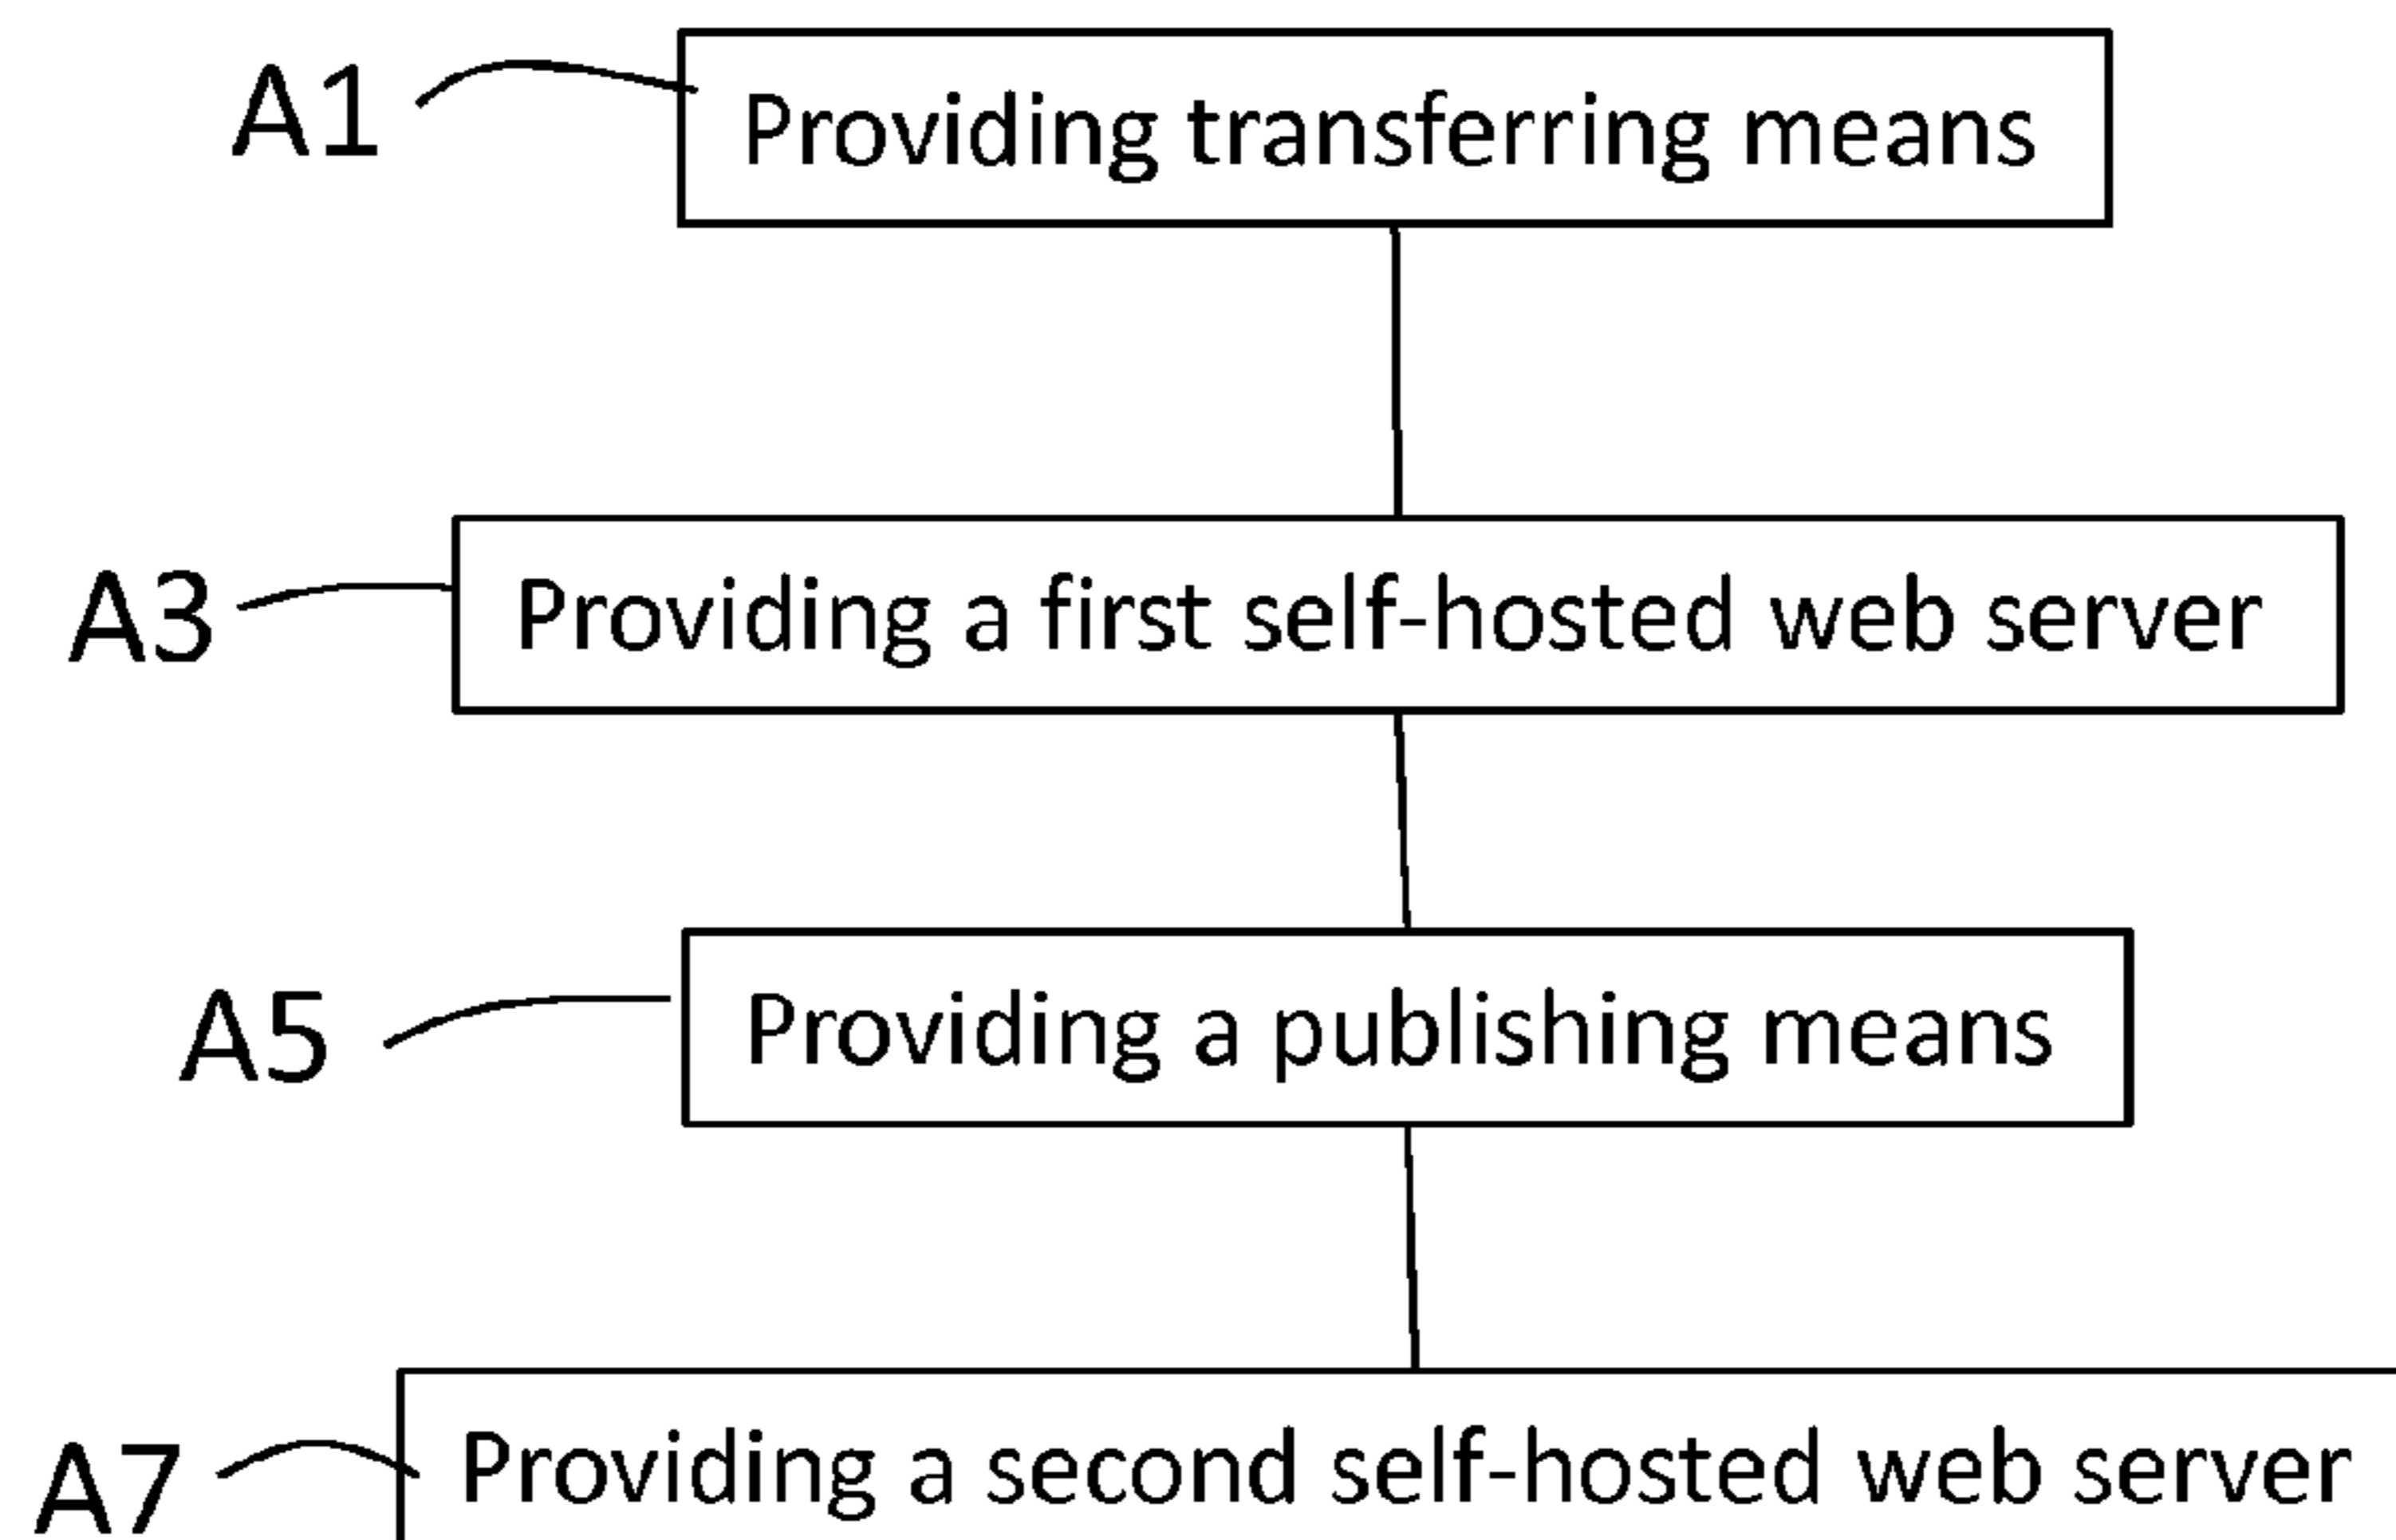 A1 Providing transferring means
A3 Providing a first self-hosted web server
A5 Providing a publishing means
A7 Providing a second self-hosted web server